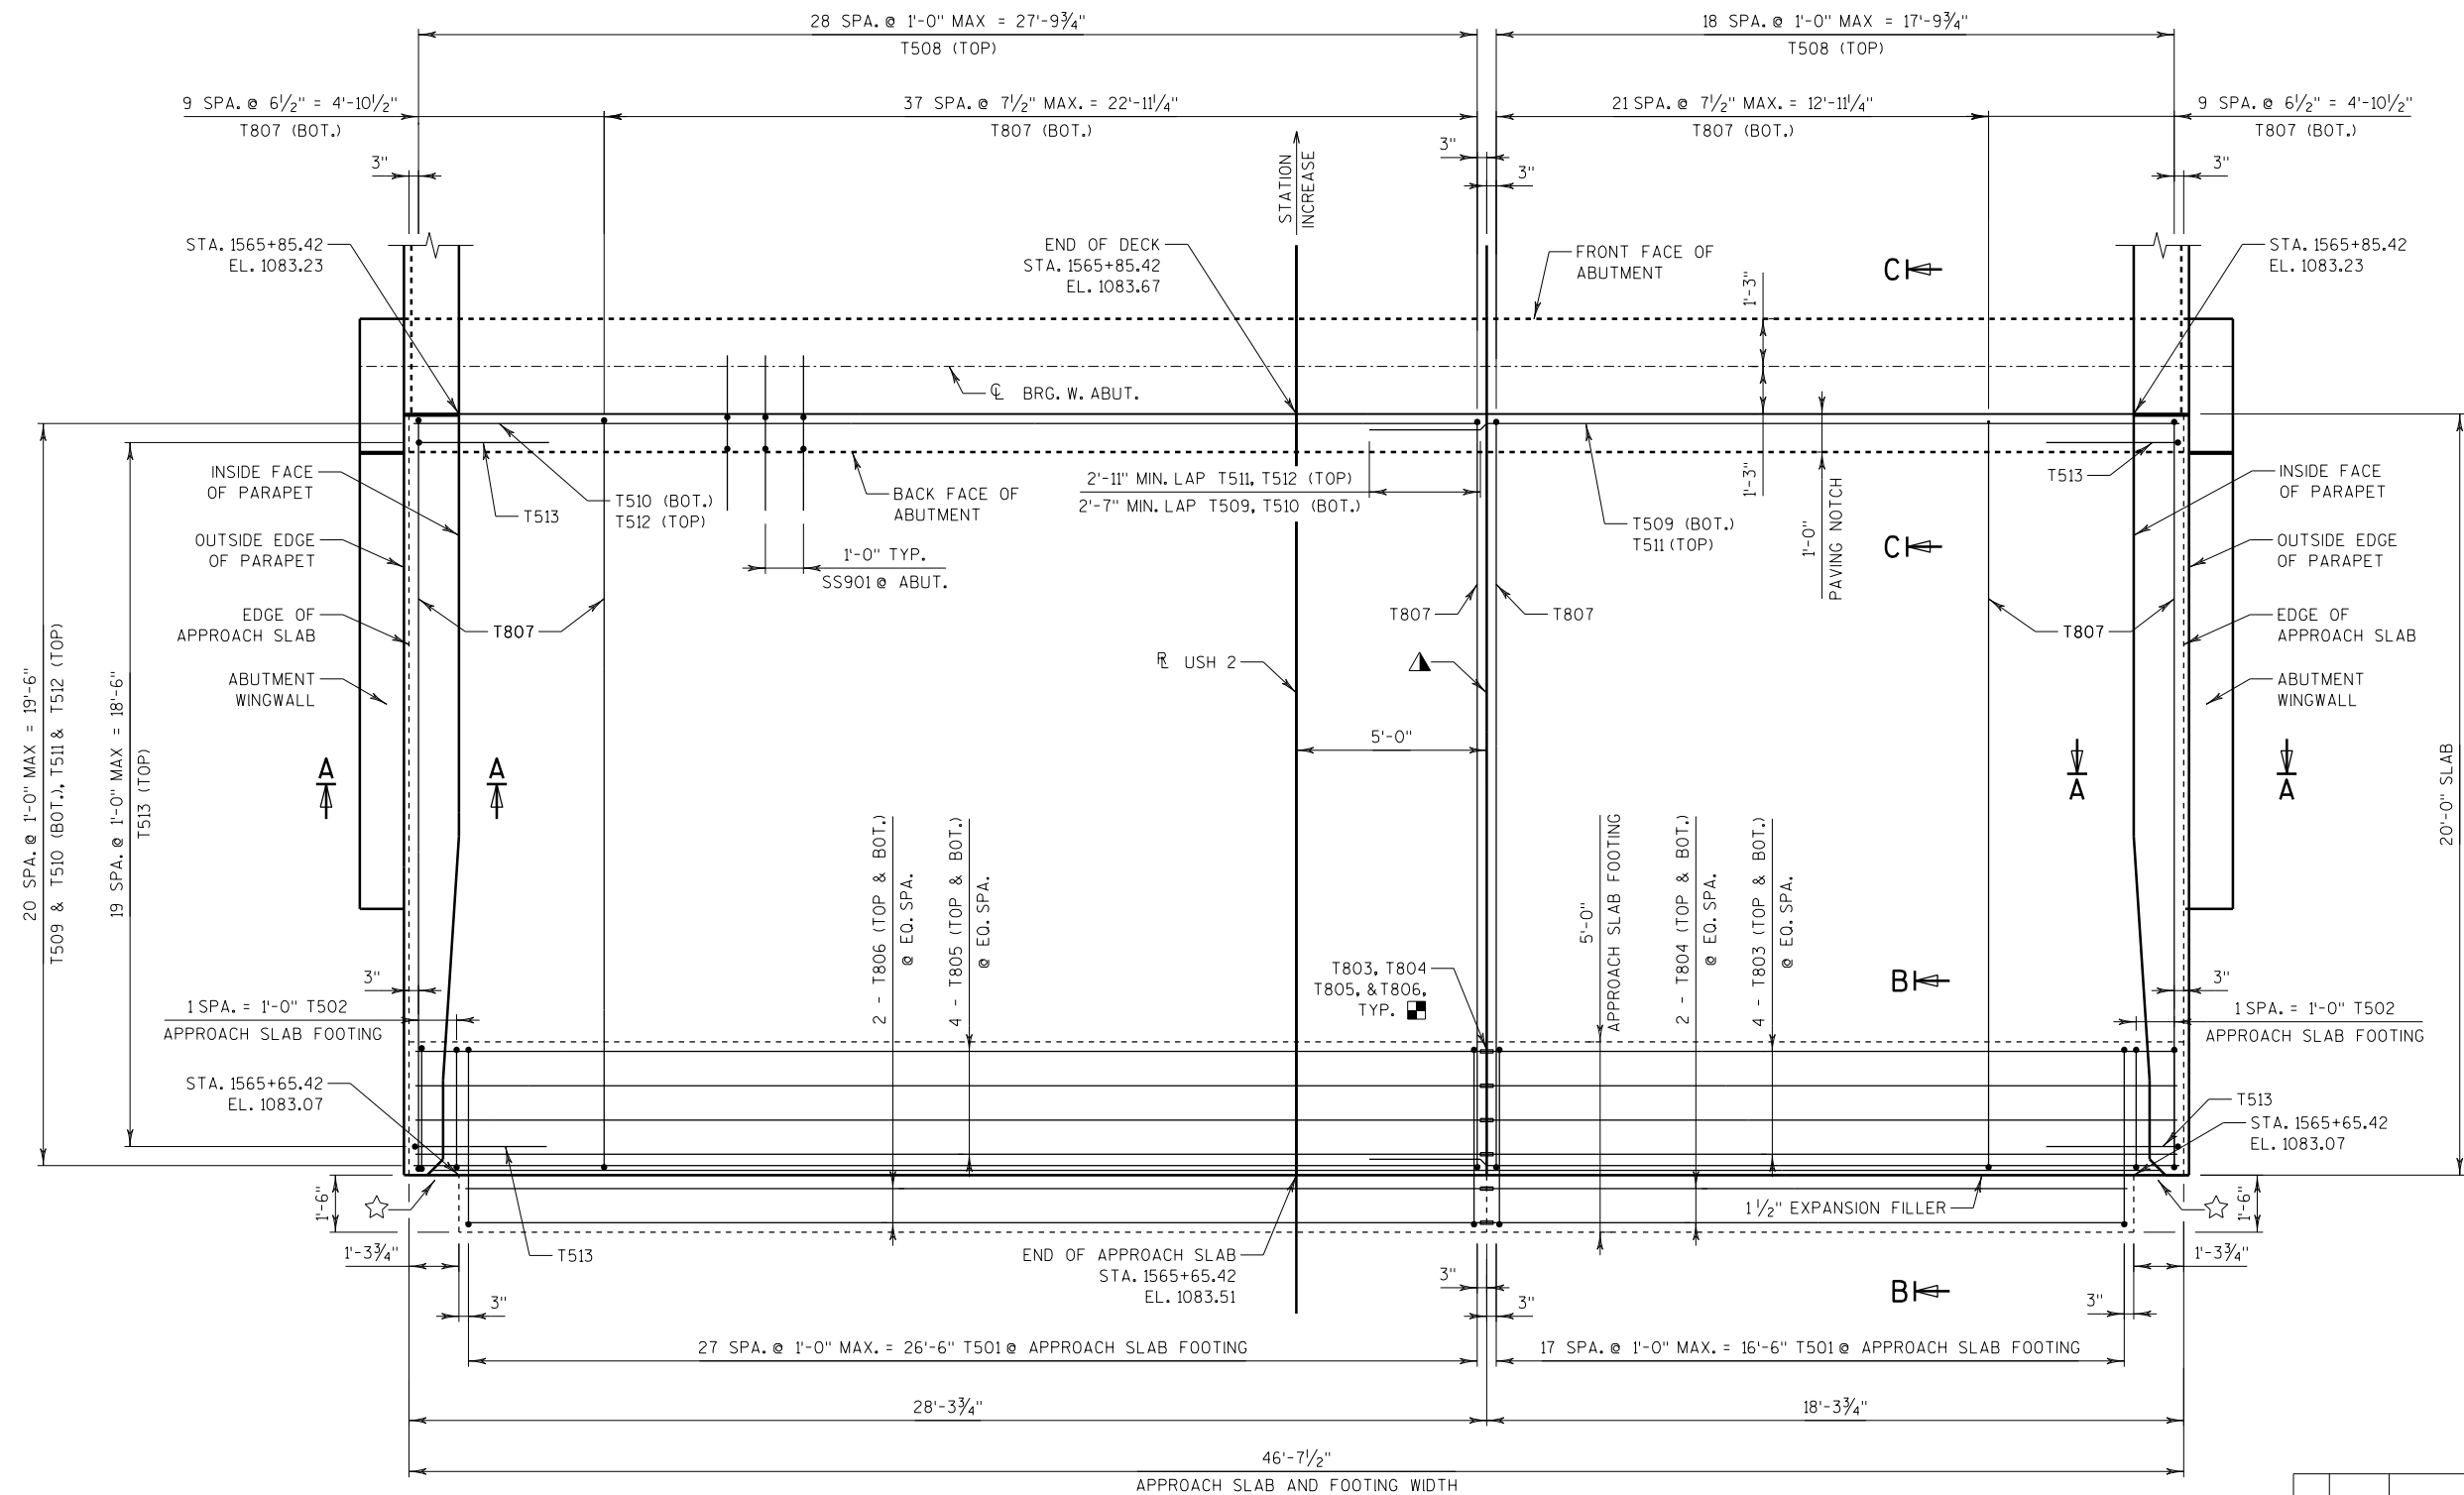 28 SPA. @ 1'-0" MAX = 27'-9¾"
T508 (TOP)
18 SPA. @ 1'-0" MAX = 17'-9¾"
T508 (TOP)
9 SPA. @ 6½" = 4'-10½"
T807 (BOT.)
37 SPA. @ 7½" MAX. = 22'-11¼"
T807 (BOT.)
21 SPA. @ 7½" MAX. = 12'-11¼"
T807 (BOT.)
9 SPA. @ 6½" = 4'-10½"
T807 (BOT.)
3"
3"
3"
3"
STATION
INCREASE
STA. 1565+85.42
EL. 1083.23
END OF DECK
STA. 1565+85.42
EL. 1083.67
FRONT FACE OF
ABUTMENT
C
STA. 1565+85.42
EL. 1083.23
1'-3"
℄ BRG. W. ABUT.
INSIDE FACE
OF PARAPET
T510 (BOT.)
T512 (TOP)
T513
BACK FACE OF
ABUTMENT
2'-11" MIN. LAP T511, T512 (TOP)
2'-7" MIN. LAP T509, T510 (BOT.)
1'-3"
T509 (BOT.)
T511 (TOP)
1'-0"
PAVING NOTCH
T513
INSIDE FACE
OF PARAPET
OUTSIDE EDGE
OF PARAPET
1'-0" TYP.
SS901 @ ABUT.
C
OUTSIDE EDGE
OF PARAPET
EDGE OF
APPROACH SLAB
T807
T807
T807
T807
EDGE OF
APPROACH SLAB
ABUTMENT
WINGWALL
R̲L USH 2
ABUTMENT
WINGWALL
5'-0"
20 SPA. @ 1'-0" MAX = 19'-6"
T509 & T510 (BOT.), T511 & T512 (TOP)
19 SPA. @ 1'-0" MAX = 18'-6"
T513 (TOP)
A
A
A
A
20'-0" SLAB
2 - T806 (TOP & BOT.)
@ EQ. SPA.
4 - T805 (TOP & BOT.)
@ EQ. SPA.
5'-0"
APPROACH SLAB FOOTING
2 - T804 (TOP & BOT.)
@ EQ. SPA.
4 - T803 (TOP & BOT.)
@ EQ. SPA.
T803, T804
T805, & T806,
TYP.
B
3"
1 SPA. = 1'-0" T502
APPROACH SLAB FOOTING
3"
1 SPA. = 1'-0" T502
APPROACH SLAB FOOTING
STA. 1565+65.42
EL. 1083.07
T513
STA. 1565+65.42
EL. 1083.07
1'-6"
1'-3¾"
T513
END OF APPROACH SLAB
STA. 1565+65.42
EL. 1083.51
1½" EXPANSION FILLER
1'-6"
1'-3¾"
3"
3"
3"
B
3"
27 SPA. @ 1'-0" MAX. = 26'-6" T501 @ APPROACH SLAB FOOTING
17 SPA. @ 1'-0" MAX. = 16'-6" T501 @ APPROACH SLAB FOOTING
28'-3¾"
18'-3¾"
46'-7½"
APPROACH SLAB AND FOOTING WIDTH